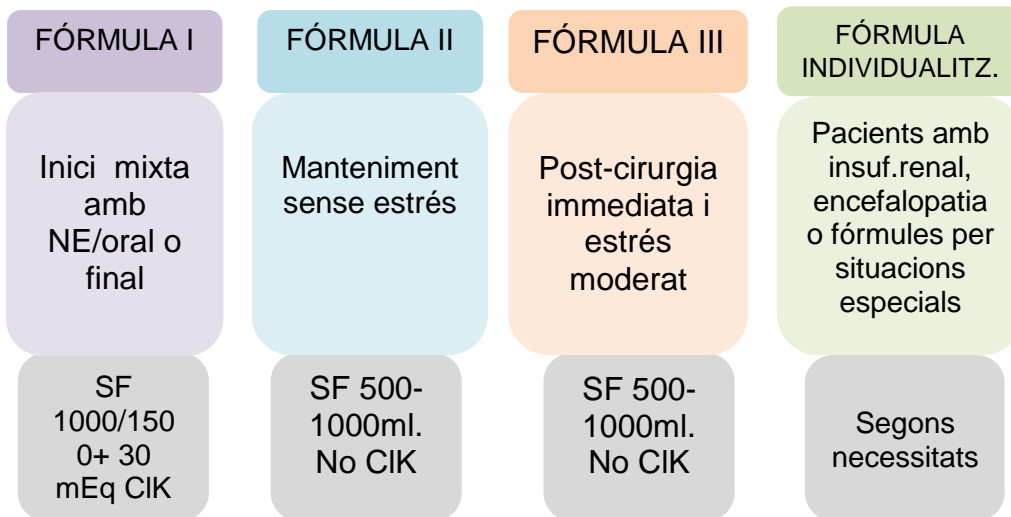 FÓRMULA I
Inici mixta
amb
NE/oral o
final
SF
1000/150
0+ 30
mEq ClK
FÓRMULA II
Manteniment
sense estrés
SF 500-
1000ml.
No ClK
FÓRMULA III
Post-cirurgia
immediata i
estrés
moderat
SF 500-
1000ml.
No ClK
FÓRMULA
INDIVIDUALITZ.
Pacients amb
insuf.renal,
encefalopatia
o fórmules per
situacions
especials
Segons
necessitats